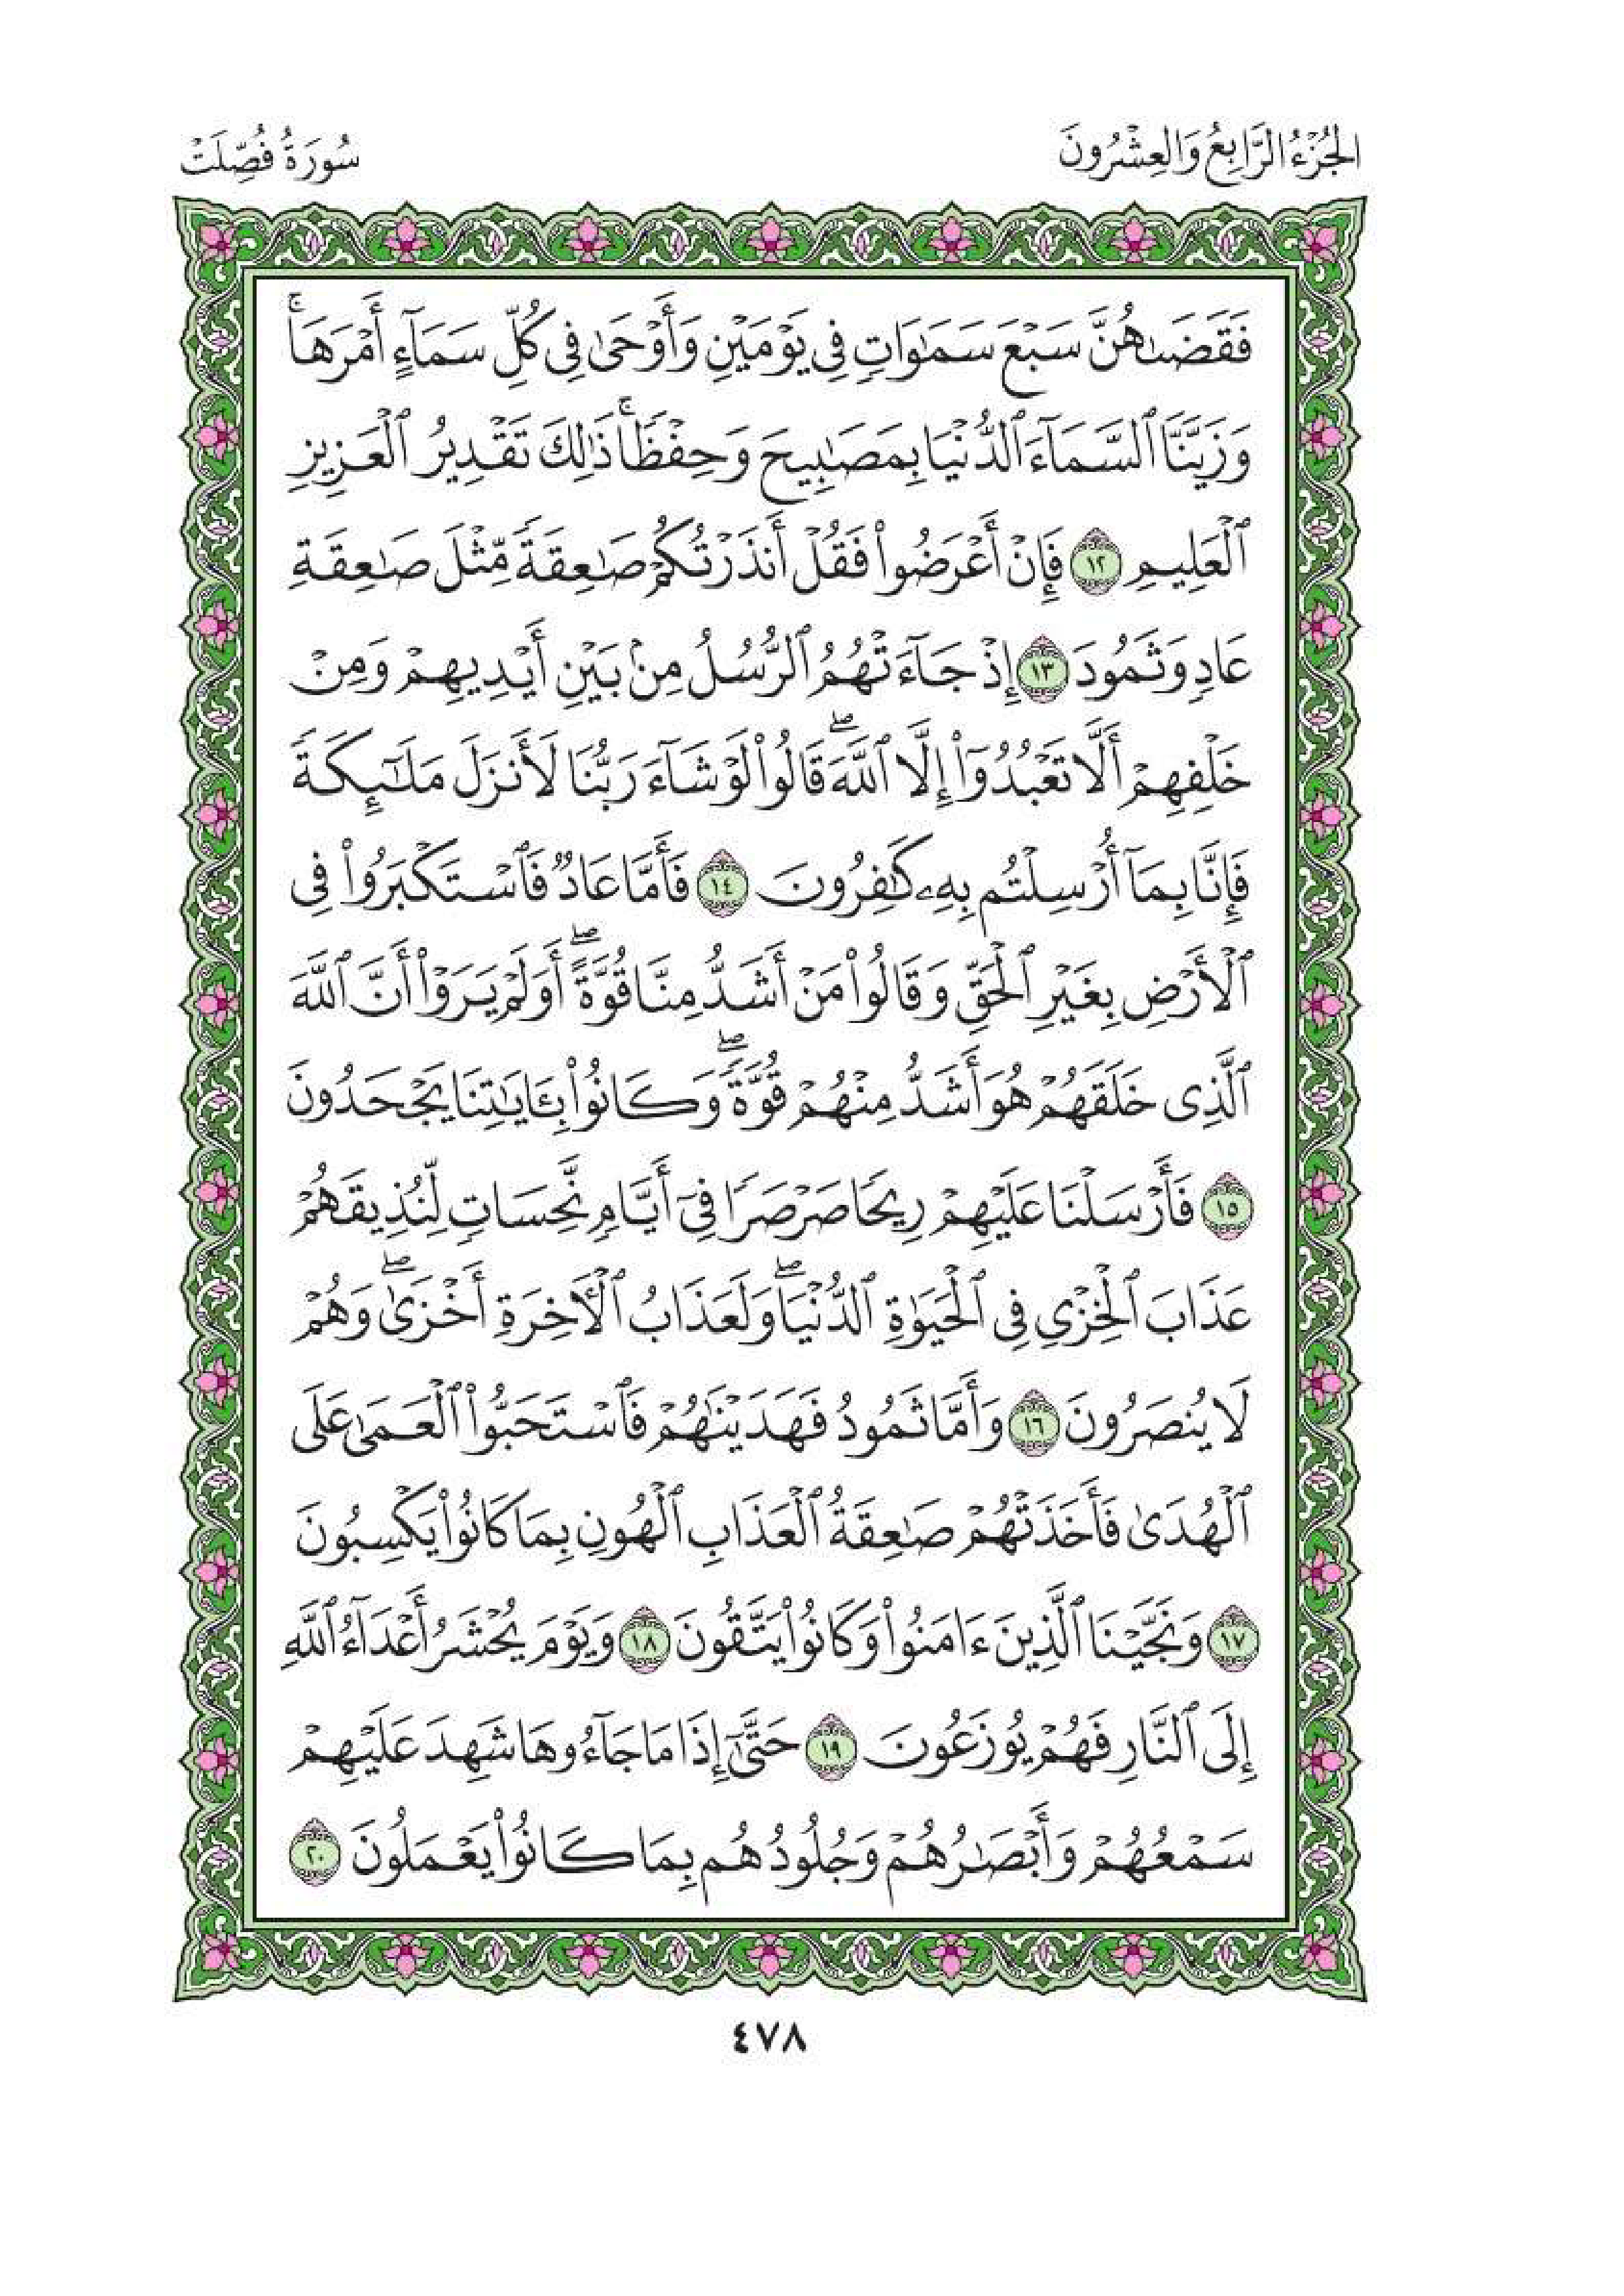 الجُزْءُ الرَّابِعُ وَالعِشْرُونَ
سُورَةُ فُصِّلَتْ
فَقَضَىٰهُنَّ سَبْعَ سَمَٰوَاتٍ فِى يَوْمَيْنِ وَأَوْحَىٰ فِى كُلِّ سَمَآءٍ أَمْرَهَاۚ
وَزَيَّنَّا ٱلسَّمَآءَ ٱلدُّنْيَا بِمَصَٰبِيحَ وَحِفْظًاۚ ذَٰلِكَ تَقْدِيرُ ٱلْعَزِيزِ
ٱلْعَلِيمِ ١٢ فَإِنْ أَعْرَضُوا۟ فَقُلْ أَنذَرْتُكُمْ صَٰعِقَةً مِّثْلَ صَٰعِقَةِ
عَادٍ وَثَمُودَ ١٣ إِذْ جَآءَتْهُمُ ٱلرُّسُلُ مِنۢ بَيْنِ أَيْدِيهِمْ وَمِنْ
خَلْفِهِمْ أَلَّا تَعْبُدُوٓا۟ إِلَّا ٱللَّهَۖ قَالُوا۟ لَوْ شَآءَ رَبُّنَا لَأَنزَلَ مَلَٰٓئِكَةً
فَإِنَّا بِمَآ أُرْسِلْتُم بِهِۦ كَٰفِرُونَ ١٤ فَأَمَّا عَادٌ فَٱسْتَكْبَرُوا۟ فِى
ٱلْأَرْضِ بِغَيْرِ ٱلْحَقِّ وَقَالُوا۟ مَنْ أَشَدُّ مِنَّا قُوَّةًۖ أَوَلَمْ يَرَوْا۟ أَنَّ ٱللَّهَ
ٱلَّذِى خَلَقَهُمْ هُوَ أَشَدُّ مِنْهُمْ قُوَّةًۖ وَكَانُوا۟ بِـَٔايَٰتِنَا يَجْحَدُونَ
١٥ فَأَرْسَلْنَا عَلَيْهِمْ رِيحًا صَرْصَرًا فِىٓ أَيَّامٍ نَّحِسَاتٍ لِّنُذِيقَهُمْ
عَذَابَ ٱلْخِزْىِ فِى ٱلْحَيَوٰةِ ٱلدُّنْيَاۖ وَلَعَذَابُ ٱلْـَٔاخِرَةِ أَخْزَىٰۖ وَهُمْ
لَا يُنصَرُونَ ١٦ وَأَمَّا ثَمُودُ فَهَدَيْنَٰهُمْ فَٱسْتَحَبُّوا۟ ٱلْعَمَىٰ عَلَى
ٱلْهُدَىٰ فَأَخَذَتْهُمْ صَٰعِقَةُ ٱلْعَذَابِ ٱلْهُونِ بِمَا كَانُوا۟ يَكْسِبُونَ
١٧ وَنَجَّيْنَا ٱلَّذِينَ ءَامَنُوا۟ وَكَانُوا۟ يَتَّقُونَ ١٨ وَيَوْمَ يُحْشَرُ أَعْدَآءُ ٱللَّهِ
إِلَى ٱلنَّارِ فَهُمْ يُوزَعُونَ ١٩ حَتَّىٰٓ إِذَا مَا جَآءُوهَا شَهِدَ عَلَيْهِمْ
سَمْعُهُمْ وَأَبْصَٰرُهُمْ وَجُلُودُهُم بِمَا كَانُوا۟ يَعْمَلُونَ ٢٠
٤٧٨